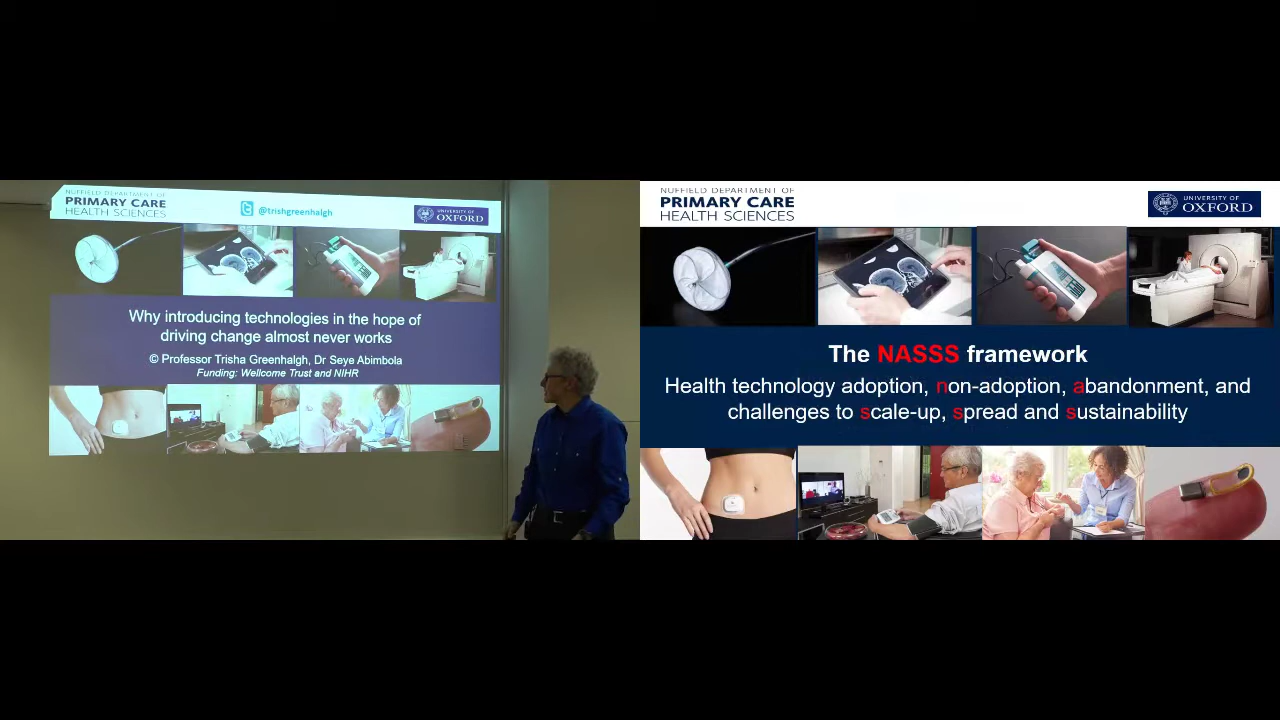 NUFFIELD DEPARTMENT OF
PRIMARY CARE
HEALTH SCIENCES
@trishgreenhalgh
UNIVERSITY OF
OXFORD
Why introducing technologies in the hope of
driving change almost never works
© Professor Trisha Greenhalgh, Dr Seye Abimbola
Funding: Wellcome Trust and NIHR
NUFFIELD DEPARTMENT OF
PRIMARY CARE
HEALTH SCIENCES
UNIVERSITY OF
OXFORD
The NASSS framework
Health technology adoption, non-adoption, abandonment, and
challenges to scale-up, spread and sustainability